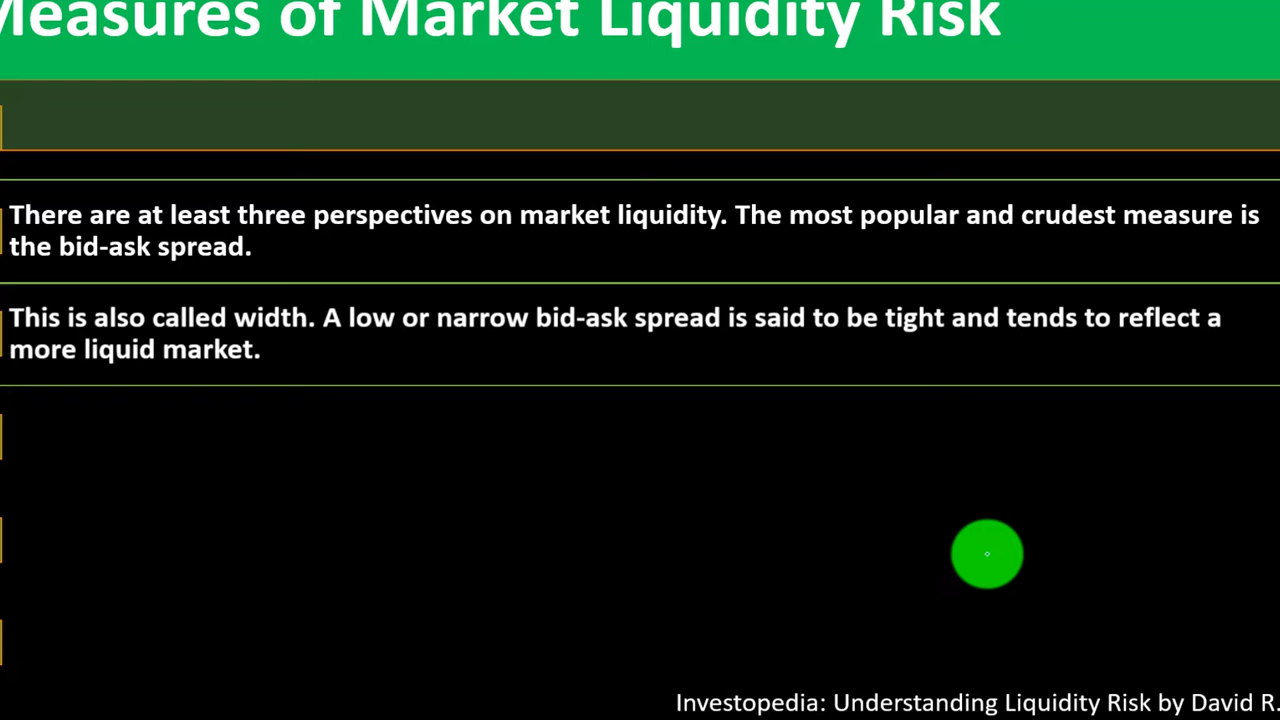 Measures of Market Liquidity Risk
There are at least three perspectives on market liquidity. The most popular and crudest measure is
the bid-ask spread.
This is also called width. A low or narrow bid-ask spread is said to be tight and tends to reflect a
more liquid market.
Investopedia: Understanding Liquidity Risk by David R.